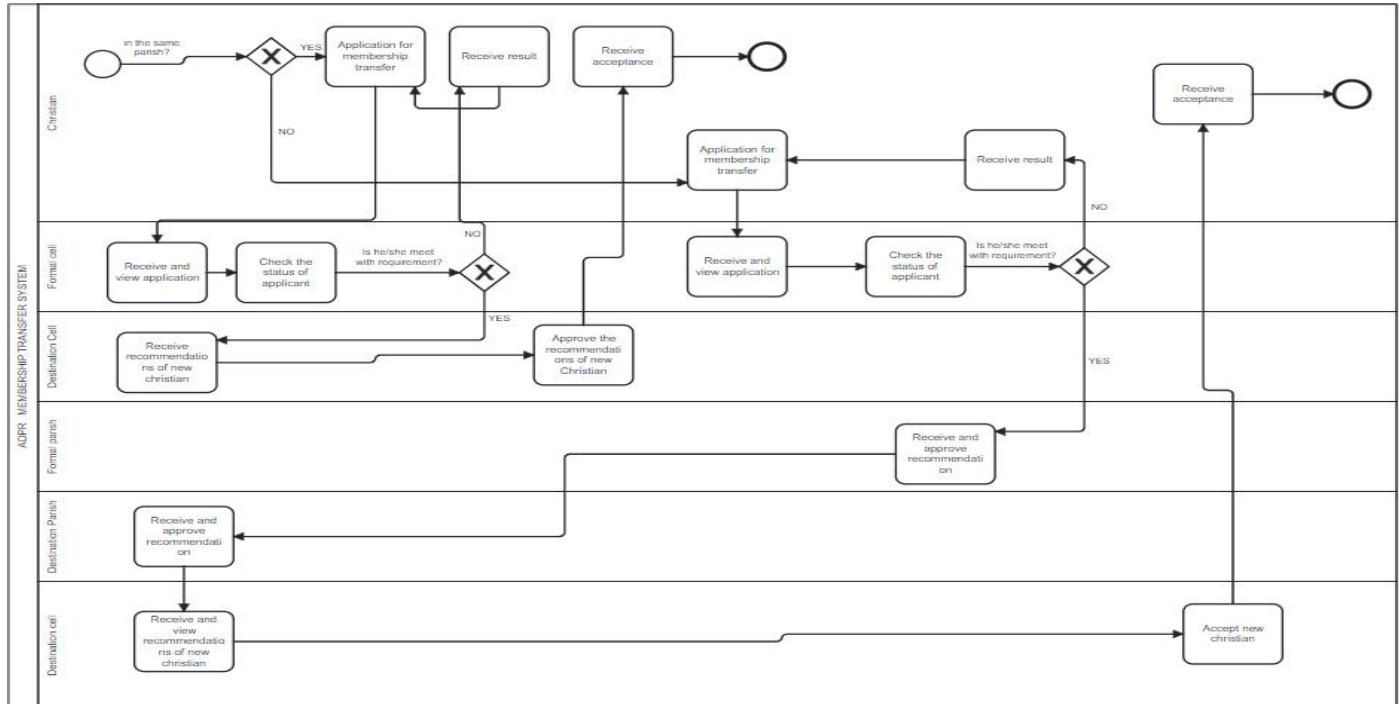 ADPR MEMBERSHIP TRANSFER SYSTEM
Christian
in the same
parish?
YES
Application for
membership
transfer
Receive result
Receive
acceptance
Receive
acceptance
NO
Application for
membership
transfer
Receive result
NO
Formal cell
Receive and
view application
Check the
status of
applicant
Is he/she meet
with requirement?
NO
YES
Receive and
view application
Check the
status of
applicant
Is he/she meet
with requirement?
YES
Destination Cell
Receive
recommendatio
ns of new
christian
Approve the
recommendati
ons of new
Christian
Formal parish
Receive and
approve
recommendati
on
Destination Parish
Receive and
approve
recommendati
on
Destination cell
Receive and
view
recommendatio
ns of new
christian
Accept new
christian